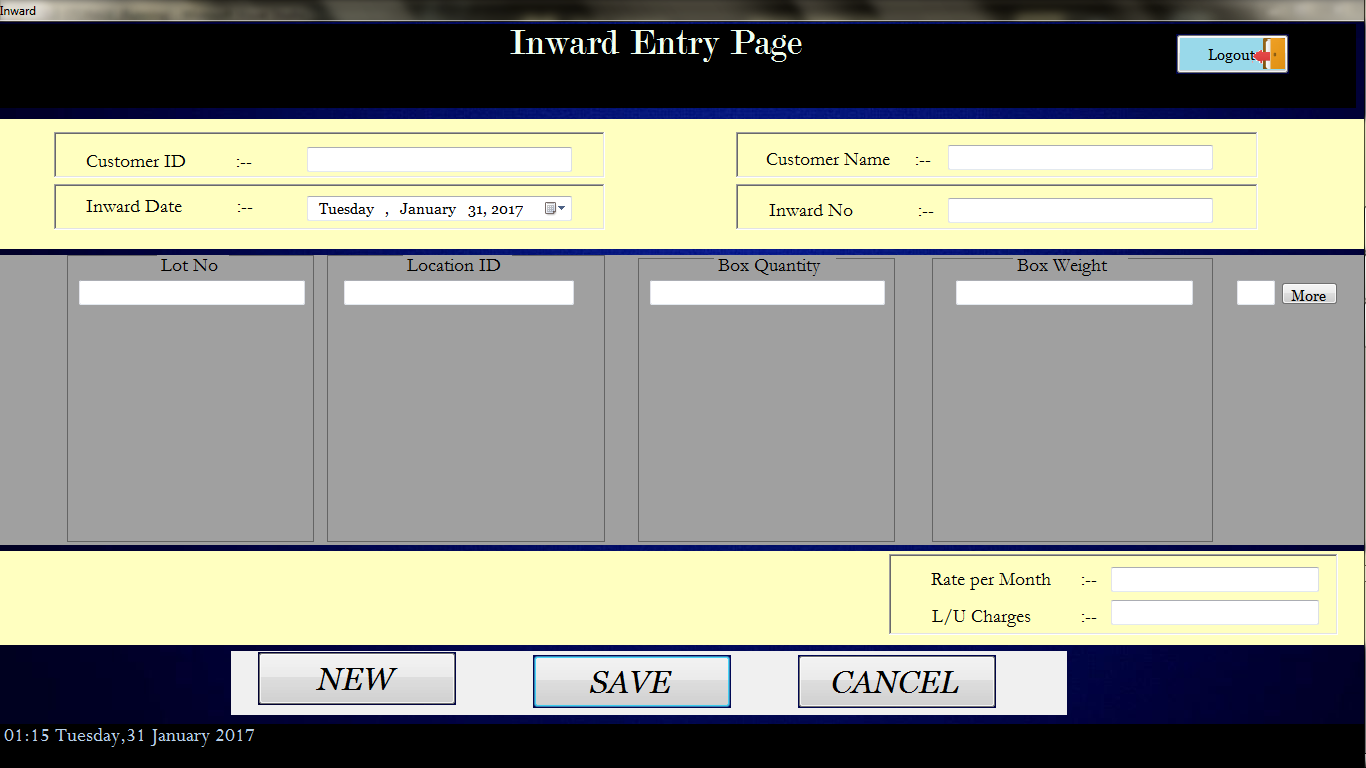 Inward
Inward Entry Page
Logout
Customer ID :--
Customer Name :--
Inward Date :-- Tuesday , January 31, 2017
Inward No :--
Lot No Location ID Box Quantity Box Weight
More
Rate per Month :--
L/U Charges :--
NEW SAVE CANCEL
01:15 Tuesday,31 January 2017